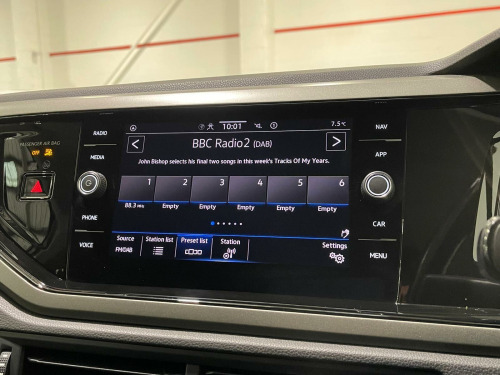 PASSENGER AIR BAG
OFF
RADIO
MEDIA
PHONE
VOICE
10:01
7.5°C
BBC Radio2 (DAB)
John Bishop selects his final two songs in this week's Tracks Of My Years.
1 2 3 4 5 6
88.3 MHz Empty Empty Empty Empty Empty
Source Station list Preset list Station Settings
FM/DAB
NAV
APP
CAR
MENU